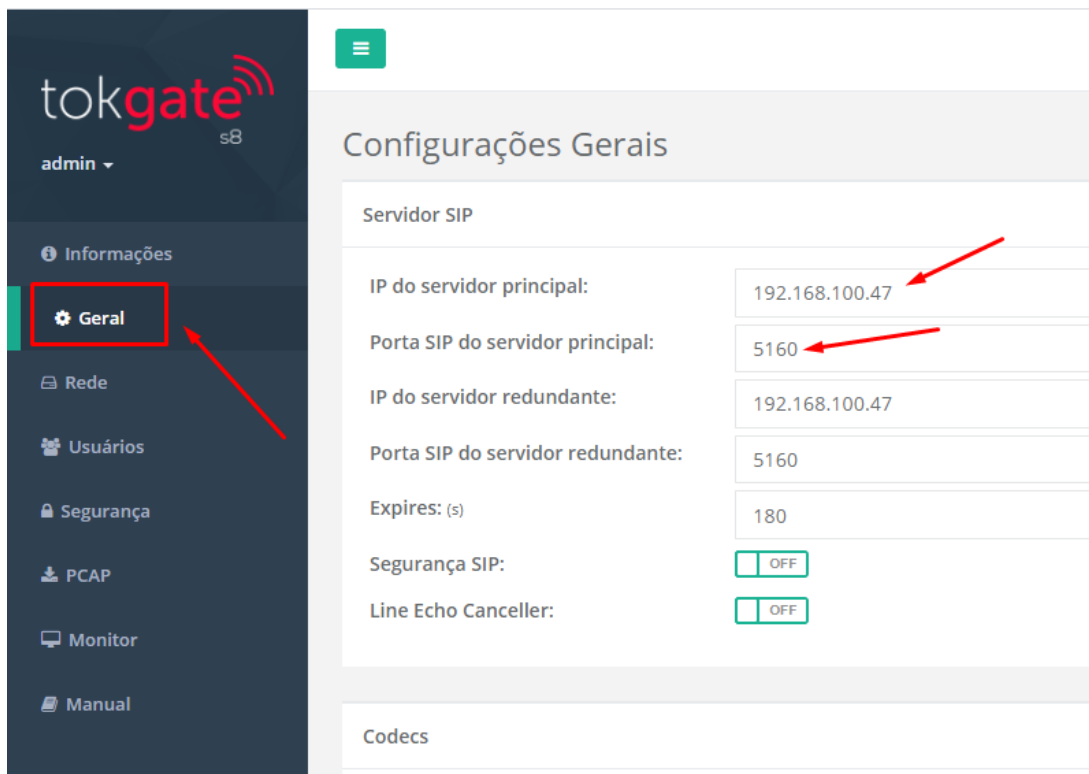 tokgate
s8
admin
Informações
Geral
Rede
Usuários
Segurança
PCAP
Monitor
Manual
Configurações Gerais
Servidor SIP
IP do servidor principal: 192.168.100.47
Porta SIP do servidor principal: 5160
IP do servidor redundante: 192.168.100.47
Porta SIP do servidor redundante: 5160
Expires: (s) 180
Segurança SIP: OFF
Line Echo Canceller: OFF
Codecs